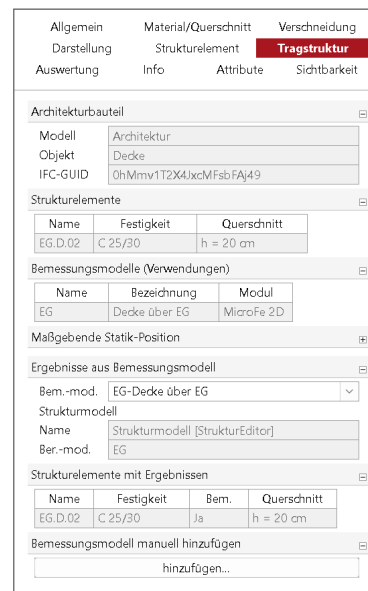 Allgemein Material/Querschnitt Verschneidung
Darstellung Strukturelement Tragstruktur
Auswertung Info Attribute Sichtbarkeit
Architekturbauteil
Modell Architektur
Objekt Decke
IFC-GUID 0hMmv1T2X4JxcMFsbFAj49
Strukturelemente
Name Festigkeit Querschnitt
EG.D.02 C 25/30 h = 20 cm
Bemessungsmodelle (Verwendungen)
Name Bezeichnung Modul
EG Decke über EG MicroFe 2D
Maßgebende Statik-Position
Ergebnisse aus Bemessungsmodell
Bem.-mod. EG-Decke über EG
Strukturmodell
Name Strukturmodell [StrukturEditor]
Ber.-mod. EG
Strukturelemente mit Ergebnissen
Name Festigkeit Bem. Querschnitt
EG.D.02 C 25/30 Ja h = 20 cm
Bemessungsmodell manuell hinzufügen
hinzufügen...